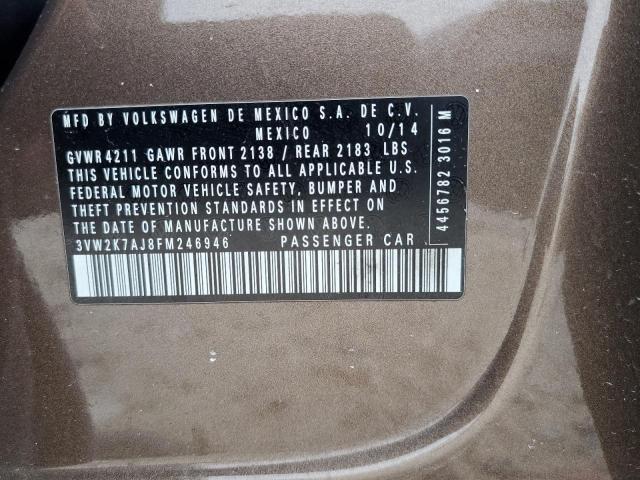 MFD BY VOLKSWAGEN DE MEXICO S.A. DE C.V.
MEXICO 10/14
GVWR 4211 GAWR FRONT 2138 / REAR 2183 LBS
THIS VEHICLE CONFORMS TO ALL APPLICABLE U.S.
FEDERAL MOTOR VEHICLE SAFETY, BUMPER AND
THEFT PREVENTION STANDARDS IN EFFECT ON
THE DATE OF MANUFACTURE SHOWN ABOVE.
3VW2K7AJ8FM246946 PASSENGER CAR
4456782 3016 M